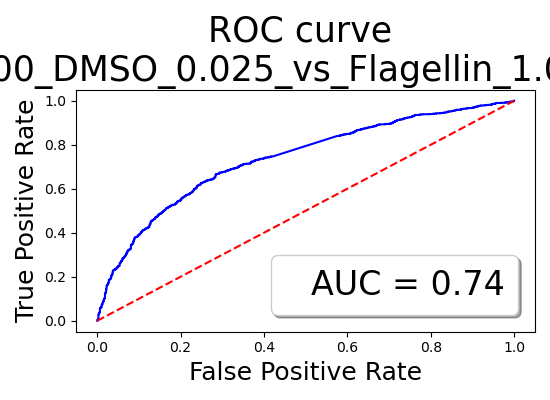 ROC curve
00_DMSO_0.025_vs_Flagellin_1.0
True Positive Rate
1.0
0.8
0.6
0.4
0.2
0.0
AUC = 0.74
0.0 0.2 0.4 0.6 0.8 1.0
False Positive Rate